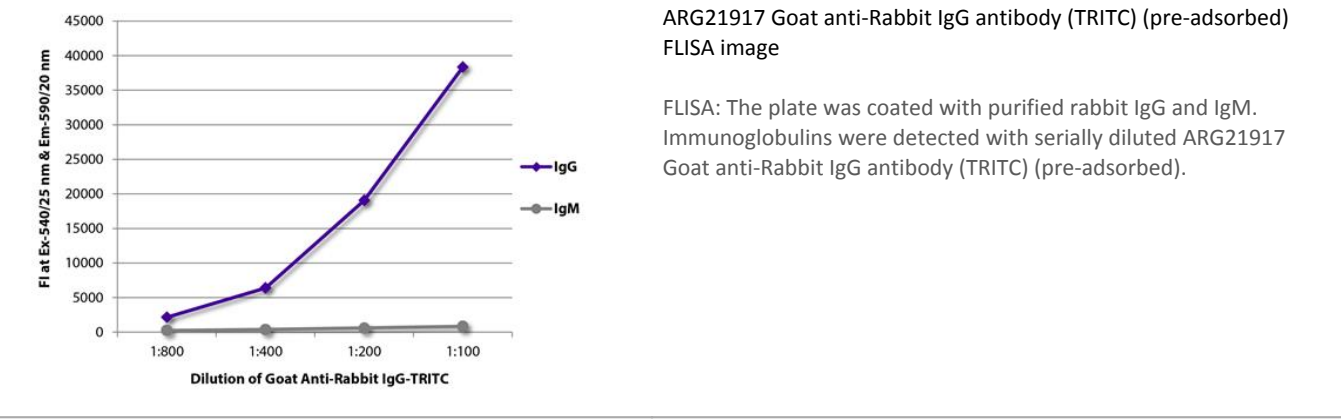 45000
40000
35000
30000
25000
20000
15000
10000
5000
0
FI at Ex-540/25 nm & Em-590/20 nm
1:800 1:400 1:200 1:100
Dilution of Goat Anti-Rabbit IgG-TRITC
IgG
IgM
ARG21917 Goat anti-Rabbit IgG antibody (TRITC) (pre-adsorbed)
FLISA image
FLISA: The plate was coated with purified rabbit IgG and IgM.
Immunoglobulins were detected with serially diluted ARG21917
Goat anti-Rabbit IgG antibody (TRITC) (pre-adsorbed).